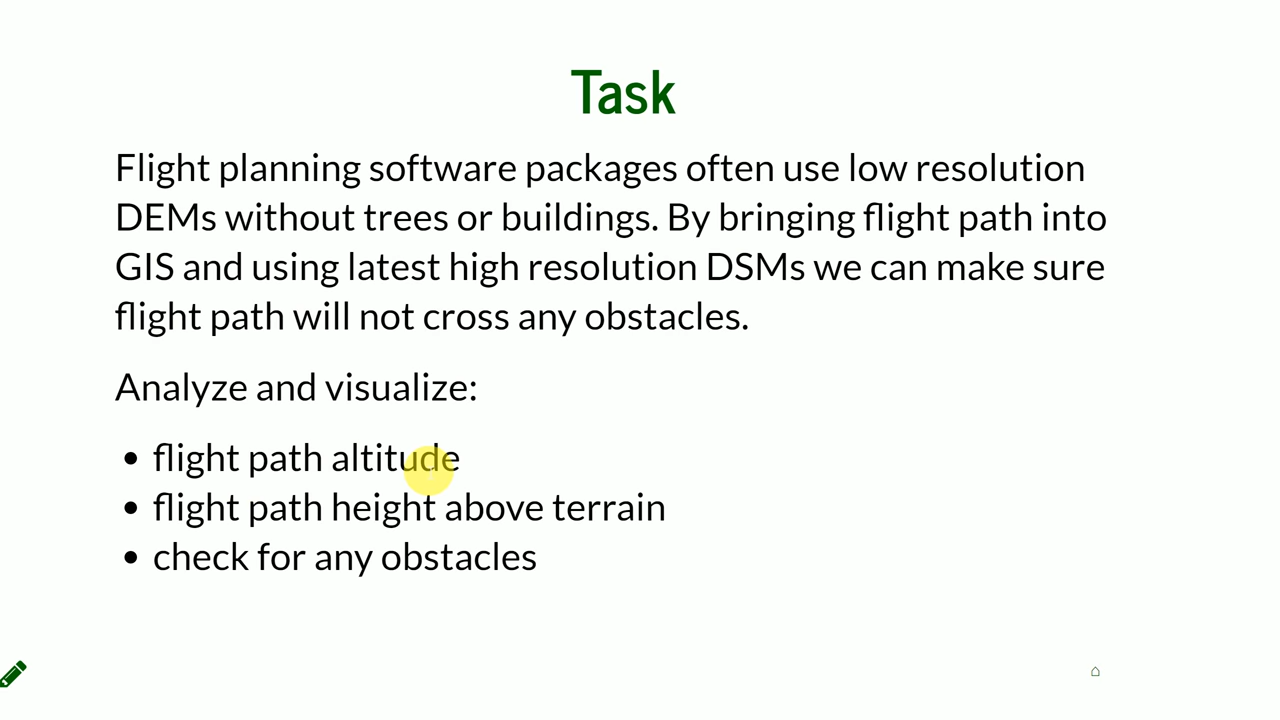 Task
Flight planning software packages often use low resolution
DEMs without trees or buildings. By bringing flight path into
GIS and using latest high resolution DSMs we can make sure
flight path will not cross any obstacles.
Analyze and visualize:
• flight path altitude
• flight path height above terrain
• check for any obstacles